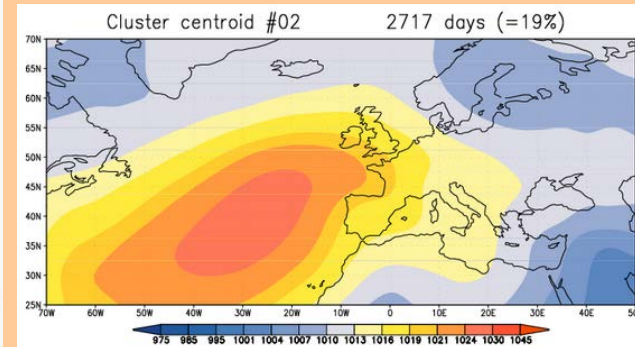 Cluster centroid #02 2717 days (=19%)
70N
65N
60N
55N
50N
45N
40N
35N
30N
25N
70W 60W 50W 40W 30W 20W 10W 0 10E 20E 30E 40E 50E
975 985 995 1001 1004 1007 1010 1013 1016 1019 1021 1024 1030 1045